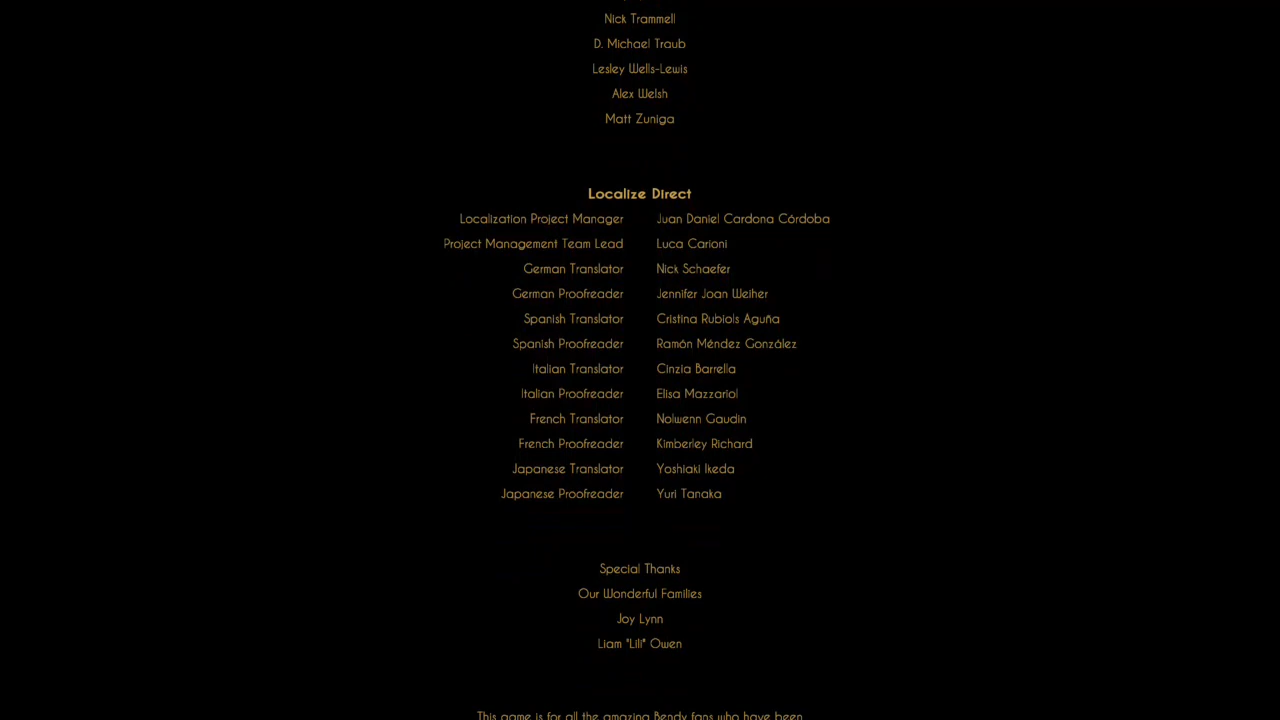 Nick Trammell
D. Michael Traub
Lesley Wells-Lewis
Alex Welsh
Matt Zuniga
Localize Direct
Localization Project Manager Juan Daniel Cardona Córdoba
Project Management Team Lead Luca Carioni
German Translator Nick Schaefer
German Proofreader Jennifer Joan Weiher
Spanish Translator Cristina Rubiols Aguña
Spanish Proofreader Ramón Méndez González
Italian Translator Cinzia Barrella
Italian Proofreader Elisa Mazzariol
French Translator Nolwenn Gaudin
French Proofreader Kimberley Richard
Japanese Translator Yoshiaki Ikeda
Japanese Proofreader Yuri Tanaka
Special Thanks
Our Wonderful Families
Joy Lynn
Liam "Lili" Owen
This game is for all the amazing Bendy fans who have been